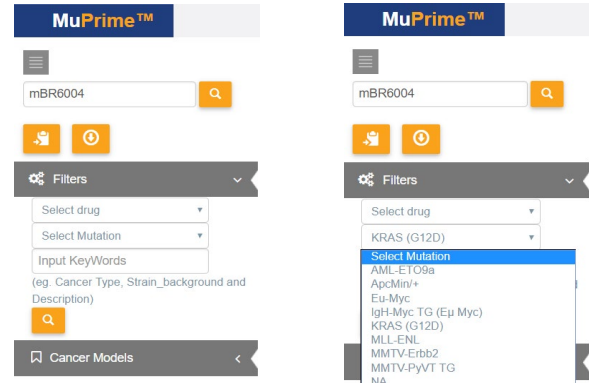 MuPrime™
mBR6004
Filters
Select drug
Select Mutation
Input KeyWords
(eg. Cancer Type, Strain_background and
Description)
Cancer Models
MuPrime™
mBR6004
Filters
Select drug
KRAS (G12D)
Select Mutation
AML-ETO9a
ApcMin/+
Eu-Myc
IgH-Myc TG (Eμ Myc)
KRAS (G12D)
MLL-ENL
MMTV-Erbb2
MMTV-PyVT TG
NA